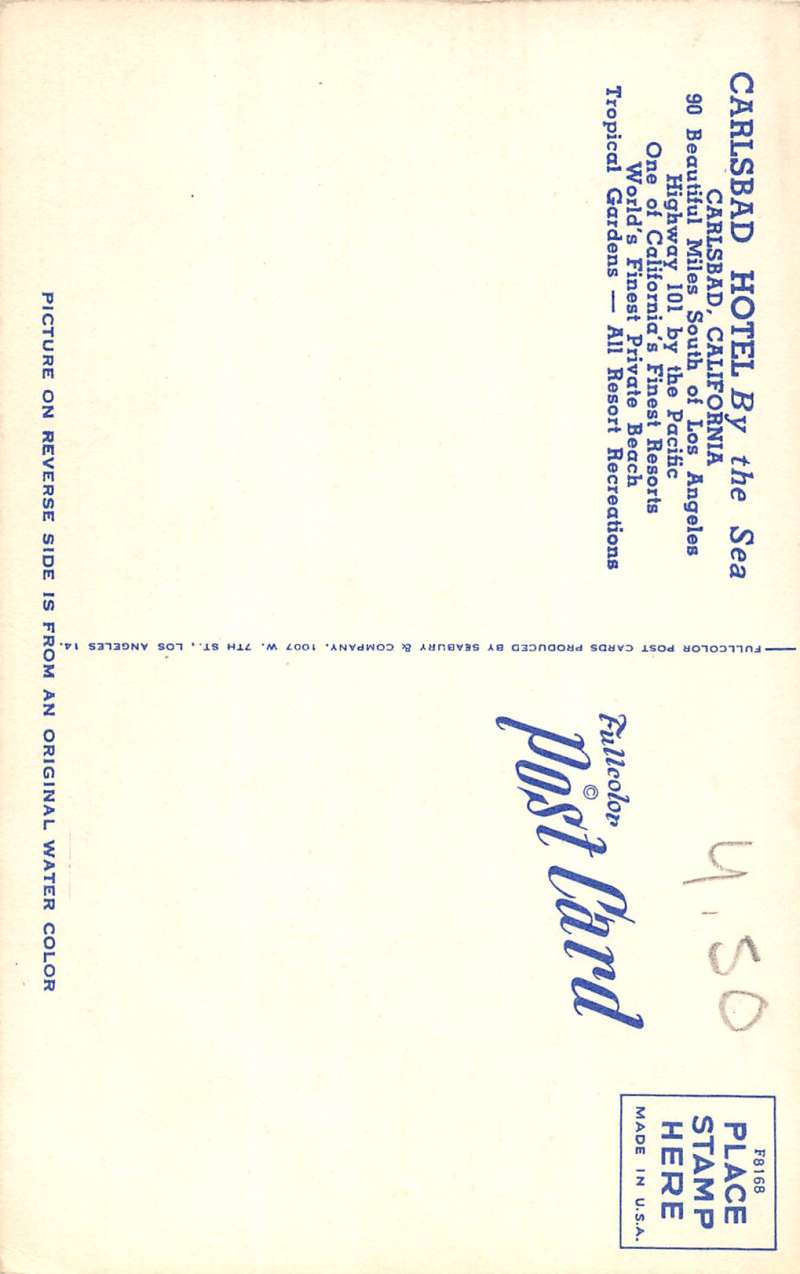 CARLSBAD HOTEL By the Sea
CARLSBAD, CALIFORNIA
90 Beautiful Miles South of Los Angeles
Highway 101 by the Pacific
One of California's Finest Resorts
World's Finest Private Beach
Tropical Gardens — All Resort Recreations
PICTURE ON REVERSE SIDE IS FROM AN ORIGINAL WATER COLOR
FULLCOLOR POST CARDS PRODUCED BY SEABURY & COMPANY, 1007 W. 7TH ST., LOS ANGELES 14.
Fullcolor
©
Post Card
4.50
F8168
PLACE
STAMP
HERE
MADE IN U.S.A.